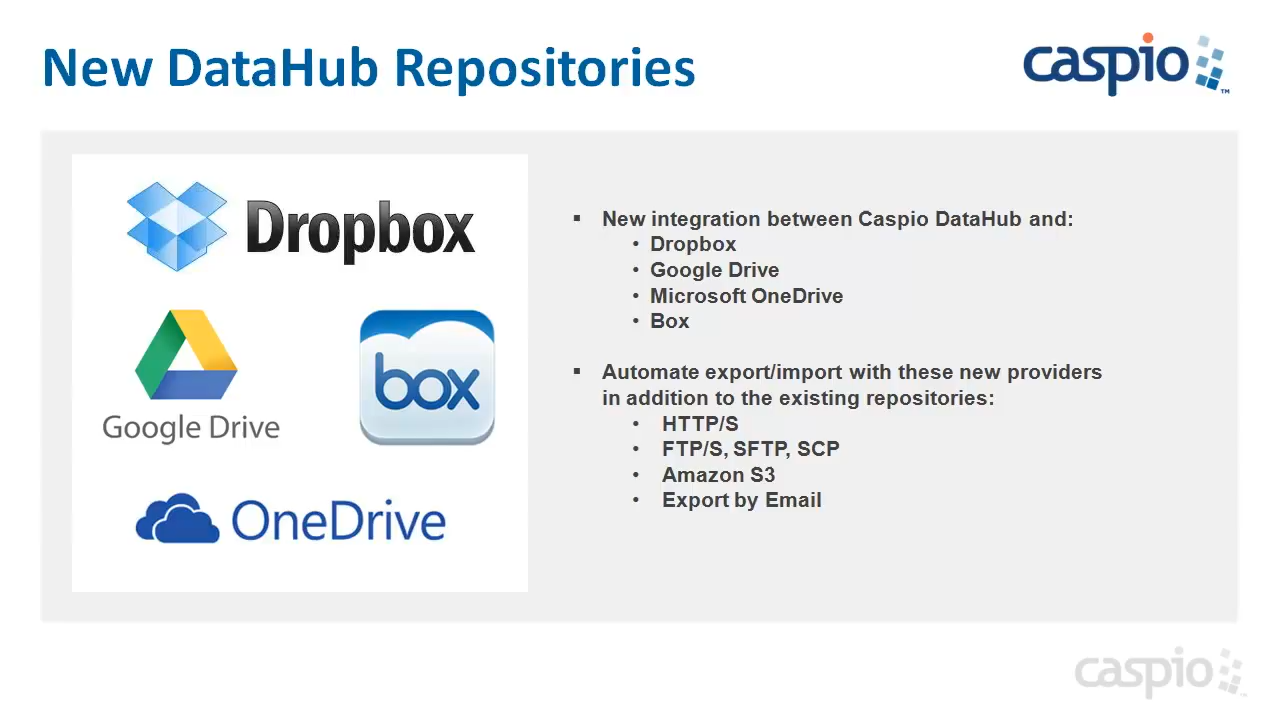 New DataHub Repositories
caspio
TM
Dropbox
Google Drive
box
OneDrive
▪ New integration between Caspio DataHub and:
• Dropbox
• Google Drive
• Microsoft OneDrive
• Box
▪ Automate export/import with these new providers
in addition to the existing repositories:
• HTTP/S
• FTP/S, SFTP, SCP
• Amazon S3
• Export by Email
caspio